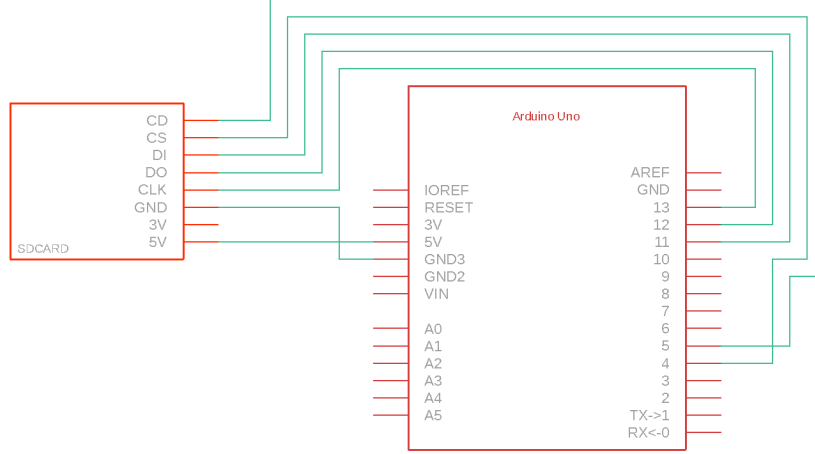 CD
CS
DI
DO
CLK
GND
3V
5V
SDCARD
Arduino Uno
IOREF
RESET
3V
5V
GND3
GND2
VIN
A0
A1
A2
A3
A4
A5
AREF
GND
13
12
11
10
9
8
7
6
5
4
3
2
TX->1
RX<-0